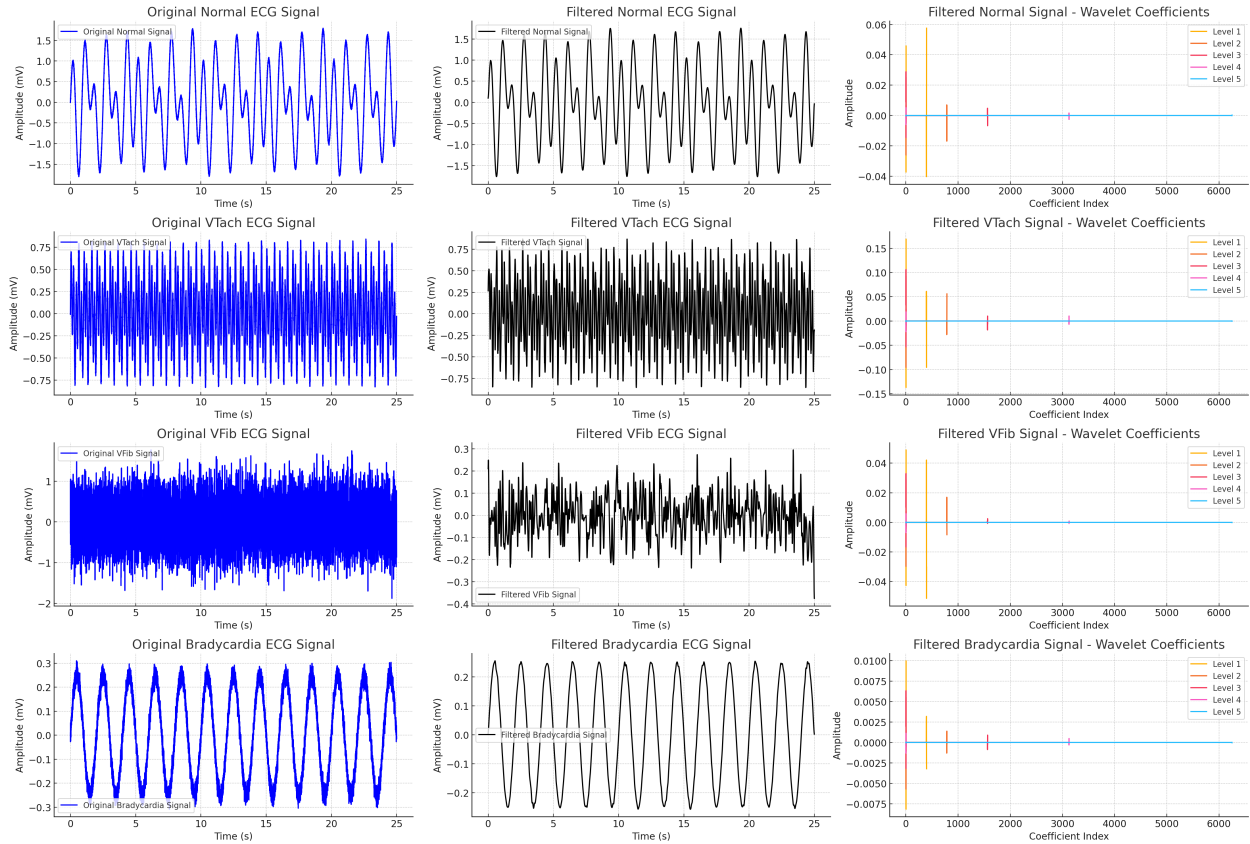 Original Normal ECG Signal
Amplitude (mV)
1.5
1.0
0.5
0.0
−0.5
−1.0
−1.5
Original Normal Signal
0 5 10 15 20 25
Time (s)
Filtered Normal ECG Signal
Amplitude (mV)
1.5
1.0
0.5
0.0
−0.5
−1.0
−1.5
Filtered Normal Signal
0 5 10 15 20 25
Time (s)
Filtered Normal Signal - Wavelet Coefficients
Amplitude
0.06
0.04
0.02
0.00
−0.02
−0.04
Level 1
Level 2
Level 3
Level 4
Level 5
0 1000 2000 3000 4000 5000 6000
Coefficient Index
Original VTach ECG Signal
Amplitude (mV)
0.75
0.50
0.25
0.00
−0.25
−0.50
−0.75
Original VTach Signal
0 5 10 15 20 25
Time (s)
Filtered VTach ECG Signal
Amplitude (mV)
0.75
0.50
0.25
0.00
−0.25
−0.50
−0.75
Filtered VTach Signal
0 5 10 15 20 25
Time (s)
Filtered VTach Signal - Wavelet Coefficients
Amplitude
0.15
0.10
0.05
0.00
−0.05
−0.10
−0.15
Level 1
Level 2
Level 3
Level 4
Level 5
0 1000 2000 3000 4000 5000 6000
Coefficient Index
Original VFib ECG Signal
Amplitude (mV)
1
0
−1
−2
Original VFib Signal
0 5 10 15 20 25
Time (s)
Filtered VFib ECG Signal
Amplitude (mV)
0.3
0.2
0.1
0.0
−0.1
−0.2
−0.3
−0.4
Filtered VFib Signal
0 5 10 15 20 25
Time (s)
Filtered VFib Signal - Wavelet Coefficients
Amplitude
0.04
0.02
0.00
−0.02
−0.04
Level 1
Level 2
Level 3
Level 4
Level 5
0 1000 2000 3000 4000 5000 6000
Coefficient Index
Original Bradycardia ECG Signal
Amplitude (mV)
0.3
0.2
0.1
0.0
−0.1
−0.2
−0.3
Original Bradycardia Signal
0 5 10 15 20 25
Time (s)
Filtered Bradycardia ECG Signal
Amplitude (mV)
0.2
0.1
0.0
−0.1
−0.2
Filtered Bradycardia Signal
0 5 10 15 20 25
Time (s)
Filtered Bradycardia Signal - Wavelet Coefficients
Amplitude
0.0100
0.0075
0.0050
0.0025
0.0000
−0.0025
−0.0050
−0.0075
Level 1
Level 2
Level 3
Level 4
Level 5
0 1000 2000 3000 4000 5000 6000
Coefficient Index